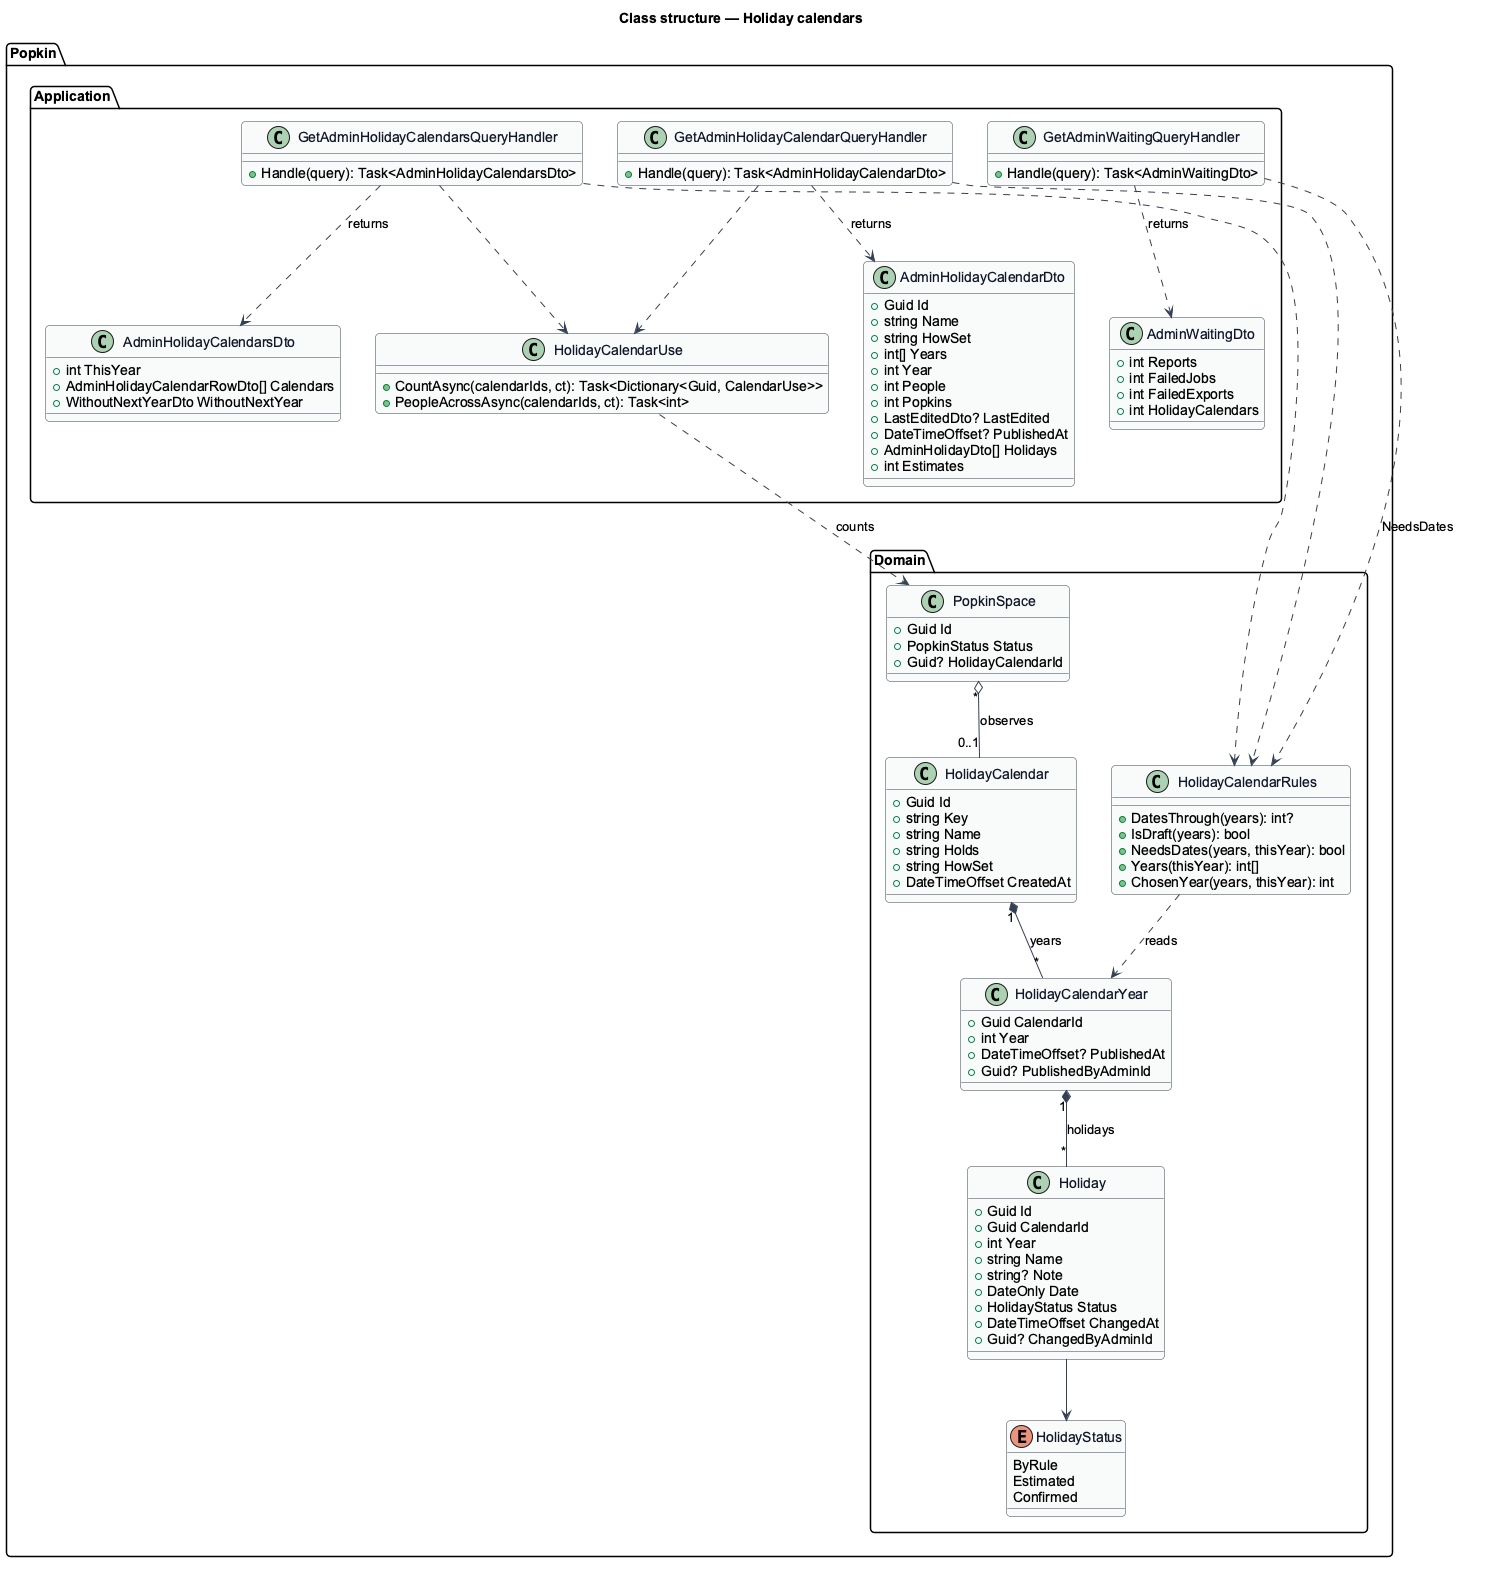 Class structure — Holiday calendars
Popkin
Application
C GetAdminHolidayCalendarsQueryHandler
Handle(query): Task<AdminHolidayCalendarsDto>
C GetAdminHolidayCalendarQueryHandler
Handle(query): Task<AdminHolidayCalendarDto>
C GetAdminWaitingQueryHandler
Handle(query): Task<AdminWaitingDto>
returns
returns
returns
C AdminHolidayCalendarsDto
int ThisYear
AdminHolidayCalendarRowDto[] Calendars
WithoutNextYearDto WithoutNextYear
C HolidayCalendarUse
CountAsync(calendarIds, ct): Task<Dictionary<Guid, CalendarUse>>
PeopleAcrossAsync(calendarIds, ct): Task<int>
C AdminHolidayCalendarDto
Guid Id
string Name
string HowSet
int[] Years
int Year
int People
int Popkins
LastEditedDto? LastEdited
DateTimeOffset? PublishedAt
AdminHolidayDto[] Holidays
int Estimates
C AdminWaitingDto
int Reports
int FailedJobs
int FailedExports
int HolidayCalendars
counts
NeedsDates
Domain
C PopkinSpace
Guid Id
PopkinStatus Status
Guid? HolidayCalendarId
*
observes
0..1
C HolidayCalendar
Guid Id
string Key
string Name
string Holds
string HowSet
DateTimeOffset CreatedAt
C HolidayCalendarRules
DatesThrough(years): int?
IsDraft(years): bool
NeedsDates(years, thisYear): bool
Years(thisYear): int[]
ChosenYear(years, thisYear): int
1
years
*
reads
C HolidayCalendarYear
Guid CalendarId
int Year
DateTimeOffset? PublishedAt
Guid? PublishedByAdminId
1
holidays
*
C Holiday
Guid Id
Guid CalendarId
int Year
string Name
string? Note
DateOnly Date
HolidayStatus Status
DateTimeOffset ChangedAt
Guid? ChangedByAdminId
E HolidayStatus
ByRule
Estimated
Confirmed